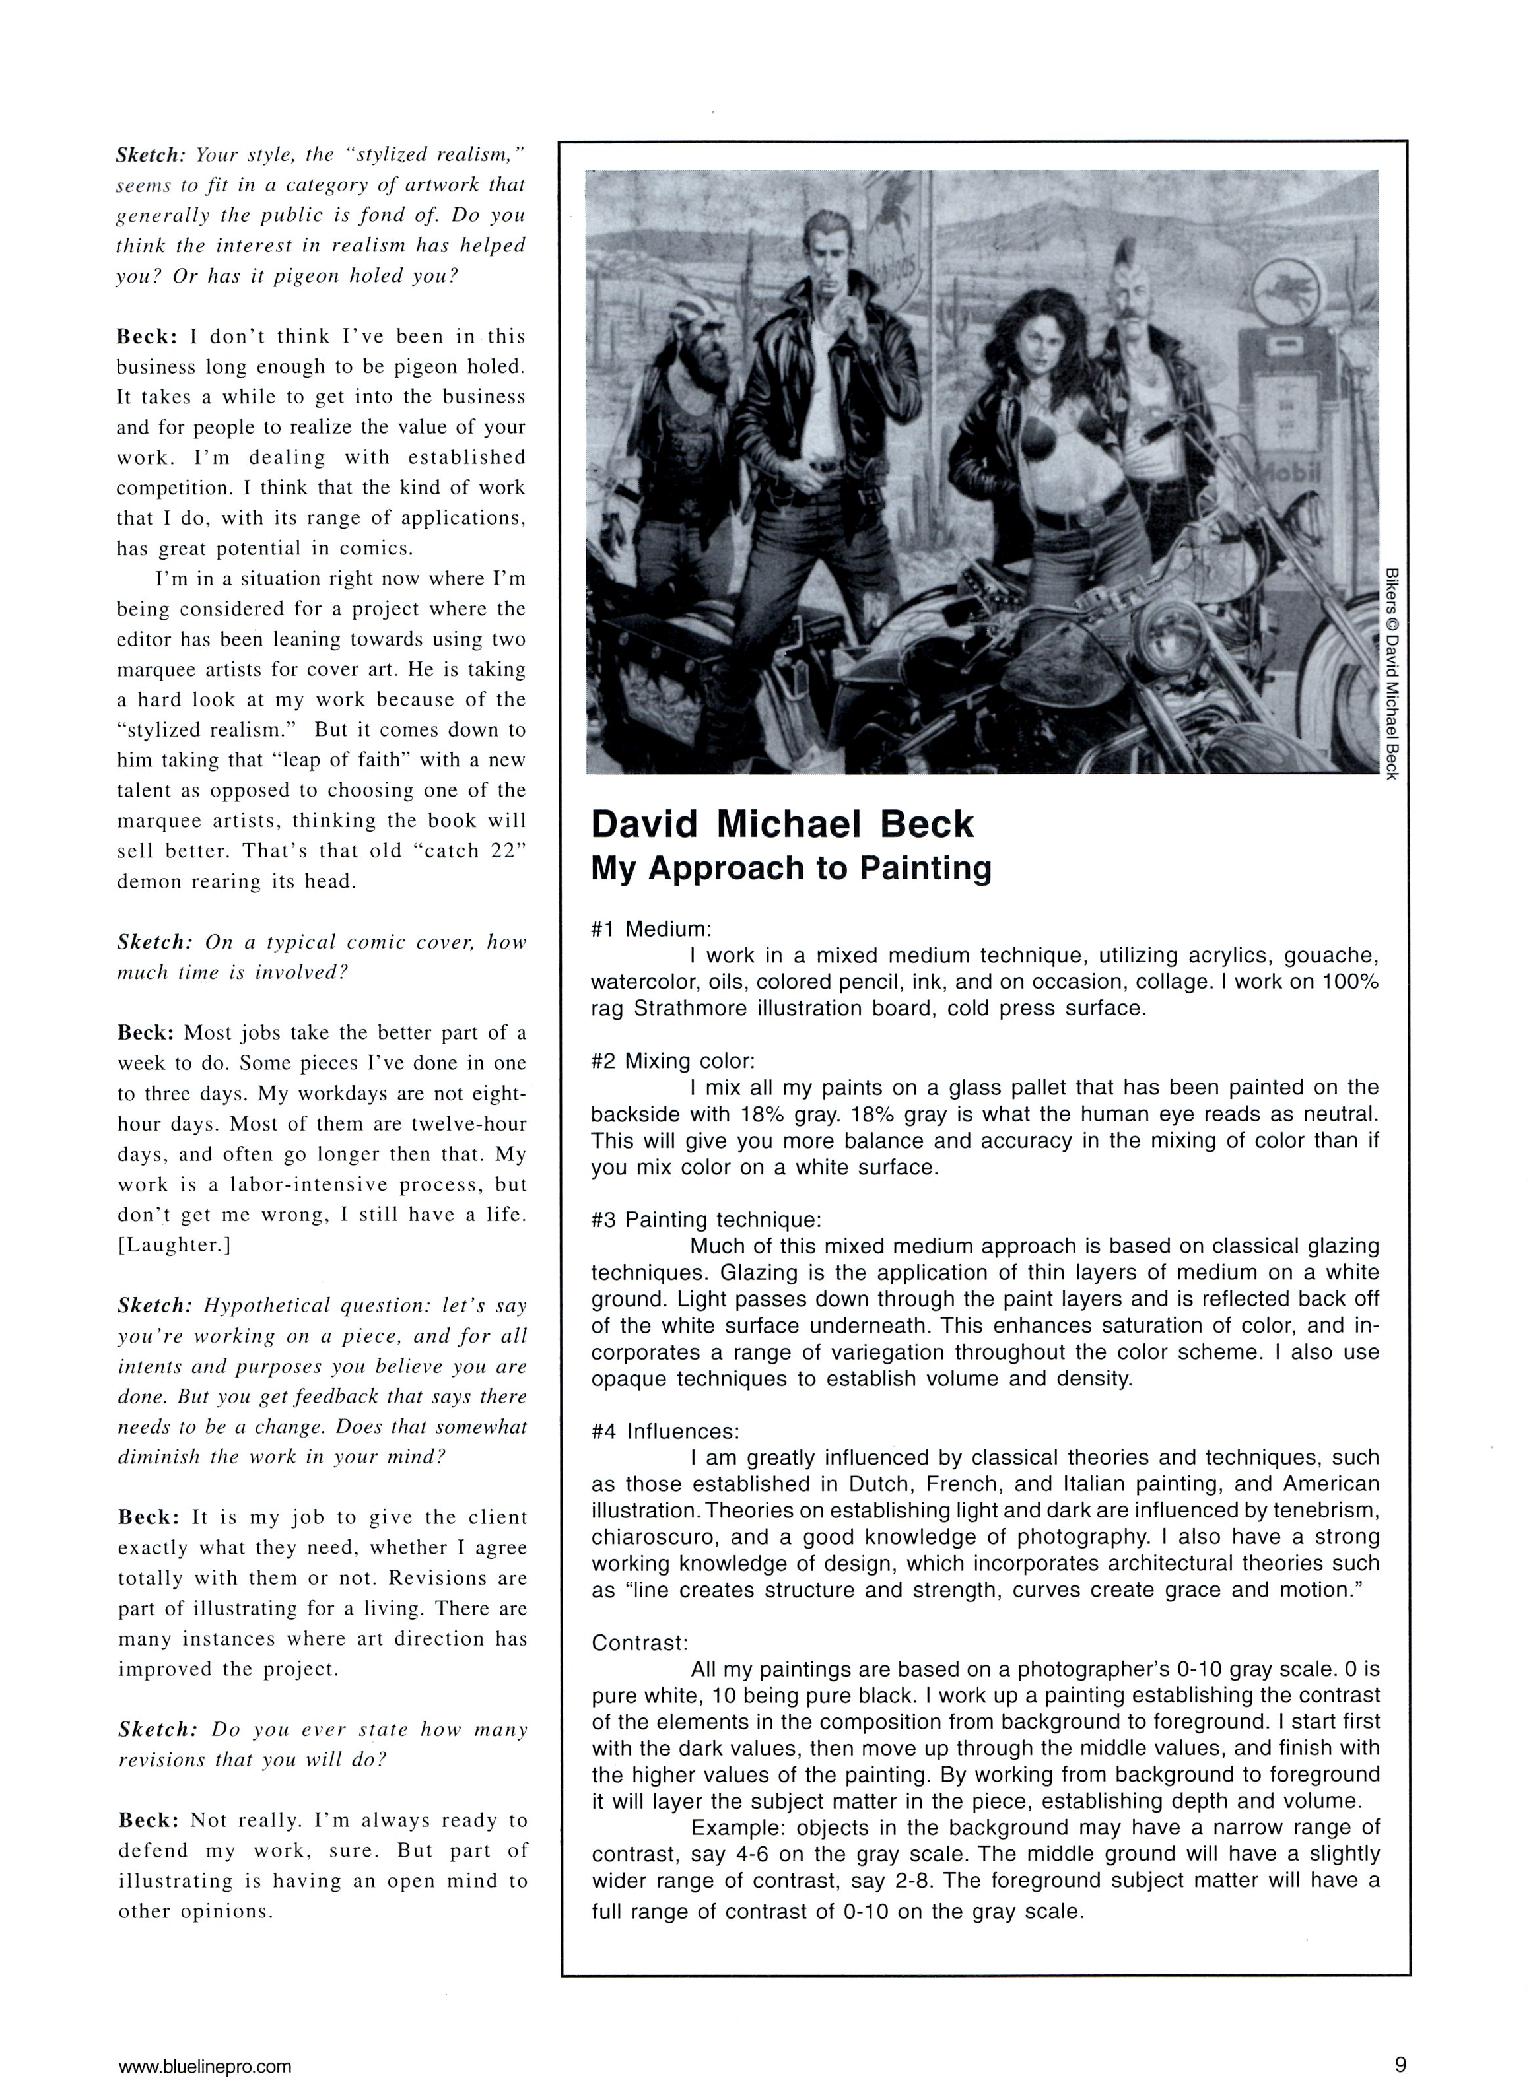 Sketch: Your style, the “stylized realism,”
seems to fit in a category of artwork that
generally the public is fond of. Do you
think the interest in realism has helped
you? Or has it pigeon holed you?
Beck: I don’t think I’ve been in this
business long enough to be pigeon holed.
It takes a while to get into the business
and for people to realize the value of your
work. I’m dealing with established
competition. I think that the kind of work
that I do, with its range of applications,
has great potential in comics.
I’m in a situation right now where I’m
being considered for a project where the
editor has been leaning towards using two
marquee artists for cover art. He is taking
a hard look at my work because of the
“stylized realism.” But it comes down to
him taking that “leap of faith” with a new
talent as opposed to choosing one of the
marquee artists, thinking the book will
sell better. That’s that old “catch 22”
demon rearing its head.
Sketch: On a typical comic cover, how
much time is involved?
Beck: Most jobs take the better part of a
week to do. Some pieces I’ve done in one
to three days. My workdays are not eight-
hour days. Most of them are twelve-hour
days, and often go longer then that. My
work is a labor-intensive process, but
don’t get me wrong, I still have a life.
[Laughter.]
Sketch: Hypothetical question: let’s say
you’re working on a piece, and for all
intents and purposes you believe you are
done. But you get feedback that says there
needs to be a change. Does that somewhat
diminish the work in your mind?
Beck: It is my job to give the client
exactly what they need, whether I agree
totally with them or not. Revisions are
part of illustrating for a living. There are
many instances where art direction has
improved the project.
Sketch: Do you ever state how many
revisions that you will do?
Beck: Not really. I’m always ready to
defend my work, sure. But part of
illustrating is having an open mind to
other opinions.
Mobil
Bikers © David Michael Beck
David Michael Beck
My Approach to Painting
#1 Medium:
I work in a mixed medium technique, utilizing acrylics, gouache,
watercolor, oils, colored pencil, ink, and on occasion, collage. I work on 100%
rag Strathmore illustration board, cold press surface.
#2 Mixing color:
I mix all my paints on a glass pallet that has been painted on the
backside with 18% gray. 18% gray is what the human eye reads as neutral.
This will give you more balance and accuracy in the mixing of color than if
you mix color on a white surface.
#3 Painting technique:
Much of this mixed medium approach is based on classical glazing
techniques. Glazing is the application of thin layers of medium on a white
ground. Light passes down through the paint layers and is reflected back off
of the white surface underneath. This enhances saturation of color, and in-
corporates a range of variegation throughout the color scheme. I also use
opaque techniques to establish volume and density.
#4 Influences:
I am greatly influenced by classical theories and techniques, such
as those established in Dutch, French, and Italian painting, and American
illustration. Theories on establishing light and dark are influenced by tenebrism,
chiaroscuro, and a good knowledge of photography. I also have a strong
working knowledge of design, which incorporates architectural theories such
as “line creates structure and strength, curves create grace and motion.”
Contrast:
All my paintings are based on a photographer’s 0-10 gray scale. 0 is
pure white, 10 being pure black. I work up a painting establishing the contrast
of the elements in the composition from background to foreground. I start first
with the dark values, then move up through the middle values, and finish with
the higher values of the painting. By working from background to foreground
it will layer the subject matter in the piece, establishing depth and volume.
Example: objects in the background may have a narrow range of
contrast, say 4-6 on the gray scale. The middle ground will have a slightly
wider range of contrast, say 2-8. The foreground subject matter will have a
full range of contrast of 0-10 on the gray scale.
www.bluelinepro.com
9